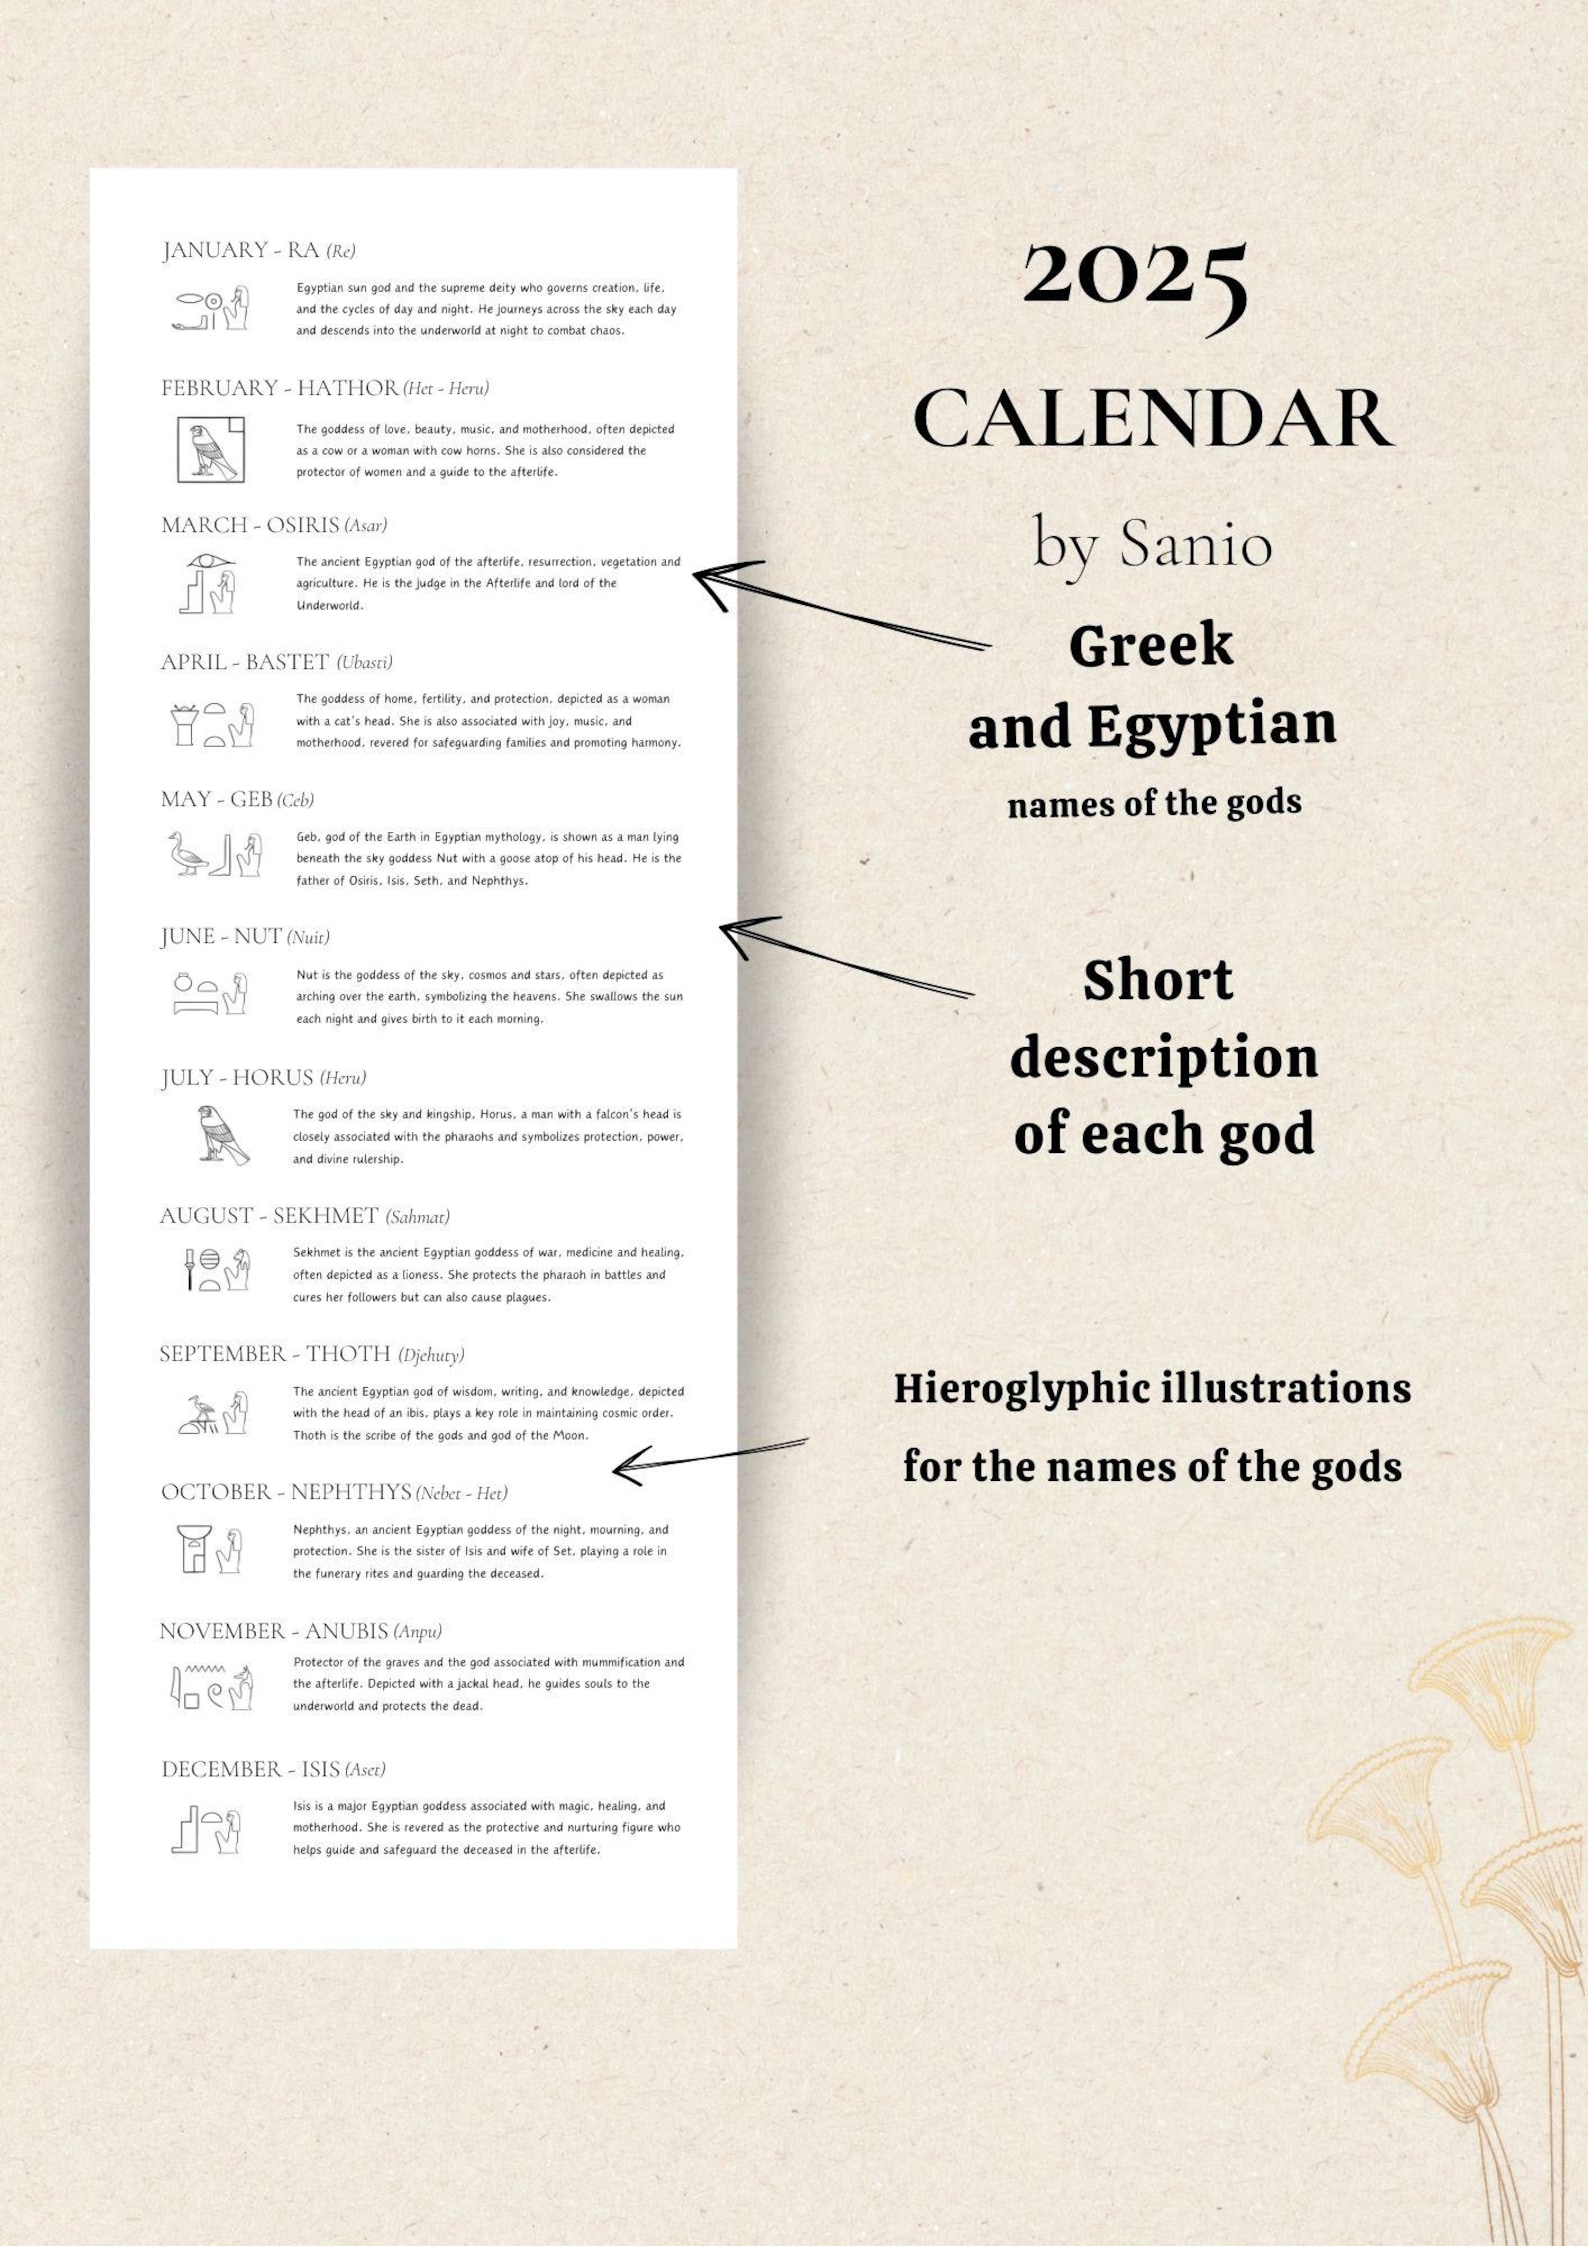 JANUARY - RA (Re)
Egyptian sun god and the supreme deity who governs creation, life,
and the cycles of day and night. He journeys across the sky each day
and descends into the underworld at night to combat chaos.
FEBRUARY - HATHOR (Het - Heru)
The goddess of love, beauty, music, and motherhood, often depicted
as a cow or a woman with cow horns. She is also considered the
protector of women and a guide to the afterlife.
MARCH - OSIRIS (Asar)
The ancient Egyptian god of the afterlife, resurrection, vegetation and
agriculture. He is the judge in the Afterlife and lord of the
Underworld.
APRIL - BASTET (Ubasti)
The goddess of home, fertility, and protection, depicted as a woman
with a cat's head. She is also associated with joy, music, and
motherhood, revered for safeguarding families and promoting harmony.
MAY - GEB (Ceb)
Geb, god of the Earth in Egyptian mythology, is shown as a man lying
beneath the sky goddess Nut with a goose atop of his head. He is the
father of Osiris, Isis, Seth, and Nephthys.
JUNE - NUT (Nuit)
Nut is the goddess of the sky, cosmos and stars, often depicted as
arching over the earth, symbolizing the heavens. She swallows the sun
each night and gives birth to it each morning.
JULY - HORUS (Heru)
The god of the sky and kingship, Horus, a man with a falcon's head is
closely associated with the pharaohs and symbolizes protection, power,
and divine rulership.
AUGUST - SEKHMET (Sahmat)
Sekhmet is the ancient Egyptian goddess of war, medicine and healing,
often depicted as a lioness. She protects the pharaoh in battles and
cures her followers but can also cause plagues.
SEPTEMBER - THOTH (Djehuty)
The ancient Egyptian god of wisdom, writing, and knowledge, depicted
with the head of an ibis, plays a key role in maintaining cosmic order.
Thoth is the scribe of the gods and god of the Moon.
OCTOBER - NEPHTHYS (Nebet - Het)
Nephthys, an ancient Egyptian goddess of the night, mourning, and
protection. She is the sister of Isis and wife of Set, playing a role in
the funerary rites and guarding the deceased.
NOVEMBER - ANUBIS (Anpu)
Protector of the graves and the god associated with mummification and
the afterlife. Depicted with a jackal head, he guides souls to the
underworld and protects the dead.
DECEMBER - ISIS (Aset)
Isis is a major Egyptian goddess associated with magic, healing, and
motherhood. She is revered as the protective and nurturing figure who
helps guide and safeguard the deceased in the afterlife.
2025
CALENDAR
by Sanio
Greek
and Egyptian
names of the gods
Short
description
of each god
Hieroglyphic illustrations
for the names of the gods